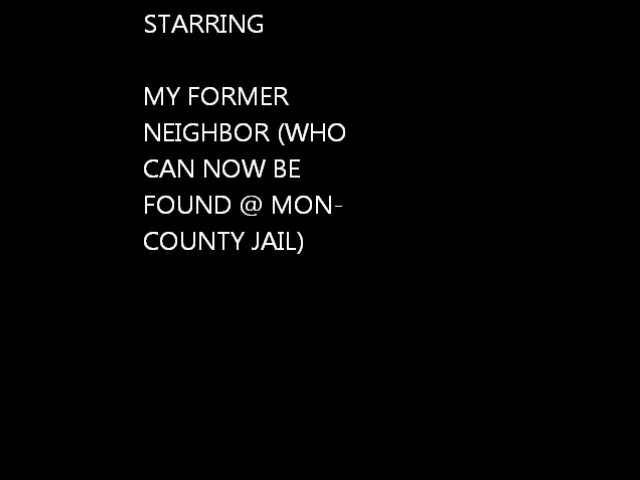 STARRING
MY FORMER
NEIGHBOR (WHO
CAN NOW BE
FOUND @ MON-
COUNTY JAIL)